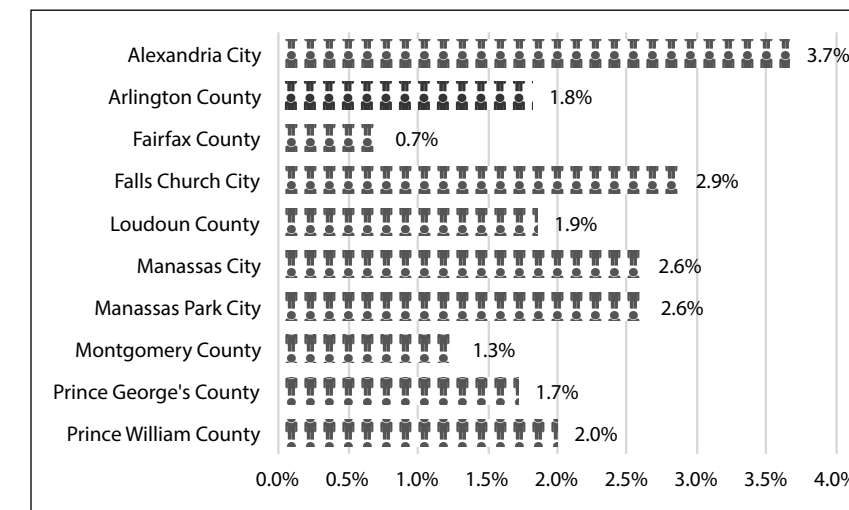 Alexandria City 3.7%
Arlington County 1.8%
Fairfax County 0.7%
Falls Church City 2.9%
Loudoun County 1.9%
Manassas City 2.6%
Manassas Park City 2.6%
Montgomery County 1.3%
Prince George's County 1.7%
Prince William County 2.0%
0.0% 0.5% 1.0% 1.5% 2.0% 2.5% 3.0% 3.5% 4.0%